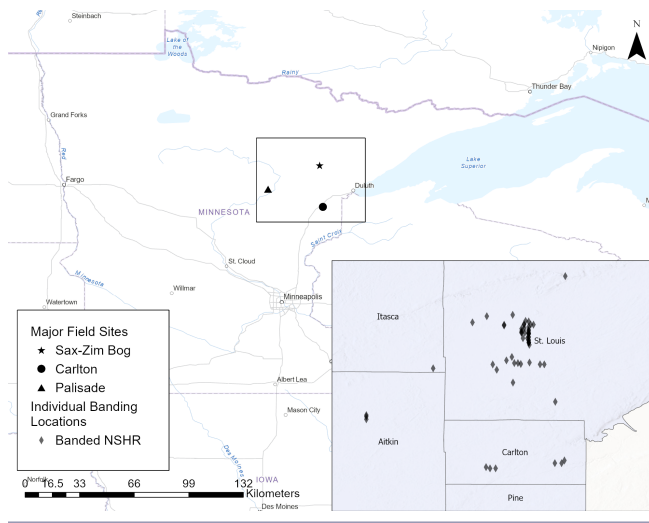 Steinbach
Lake of
the
Woods
N
Nipigon
Rainy
Thunder Bay
Grand Forks
Red
Lake
Superior
Fargo
Duluth
MINNESOTA
Saint Croix
St. Cloud
Minnesota
Willmar
Minneapolis
Watertown
Itasca
St. Louis
Major Field Sites
Sax-Zim Bog
Carlton
Palisade
Individual Banding
Locations
Banded NSHR
Albert Lea
Mason City
Aitkin
Carlton
Des Moines
Norfolk
IOWA
Pine
0 16.5 33 66 99 132
Kilometers
Des Moines